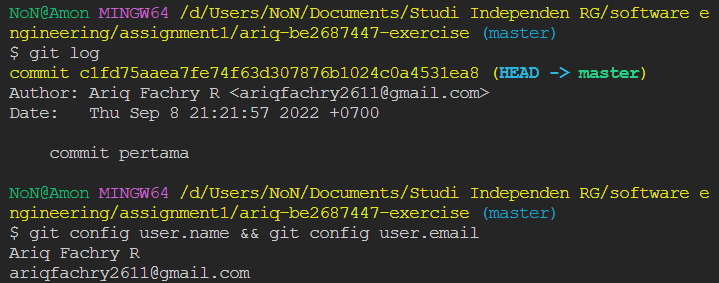 NoN@Amon MINGW64 /d/Users/NoN/Documents/Studi Independen RG/software e
ngineering/assignment1/ariq-be2687447-exercise (master)
$ git log
commit c1fd75aaea7fe74f63d307876b1024c0a4531ea8 (HEAD -> master)
Author: Ariq Fachry R <ariqfachry2611@gmail.com>
Date:   Thu Sep 8 21:21:57 2022 +0700
    commit pertama
NoN@Amon MINGW64 /d/Users/NoN/Documents/Studi Independen RG/software e
ngineering/assignment1/ariq-be2687447-exercise (master)
$ git config user.name && git config user.email
Ariq Fachry R
ariqfachry2611@gmail.com